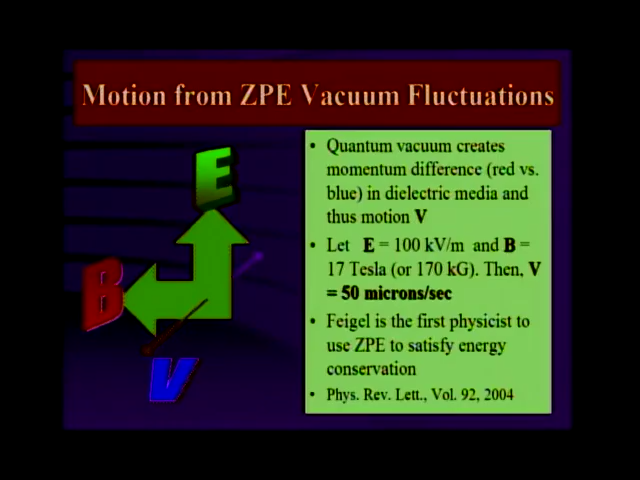 Motion from ZPE Vacuum Fluctuations
E
B
V
• Quantum vacuum creates
momentum difference (red vs.
blue) in dielectric media and
thus motion V
• Let E = 100 kV/m and B =
17 Tesla (or 170 kG). Then, V
= 50 microns/sec
• Feigel is the first physicist to
use ZPE to satisfy energy
conservation
• Phys. Rev. Lett., Vol. 92, 2004